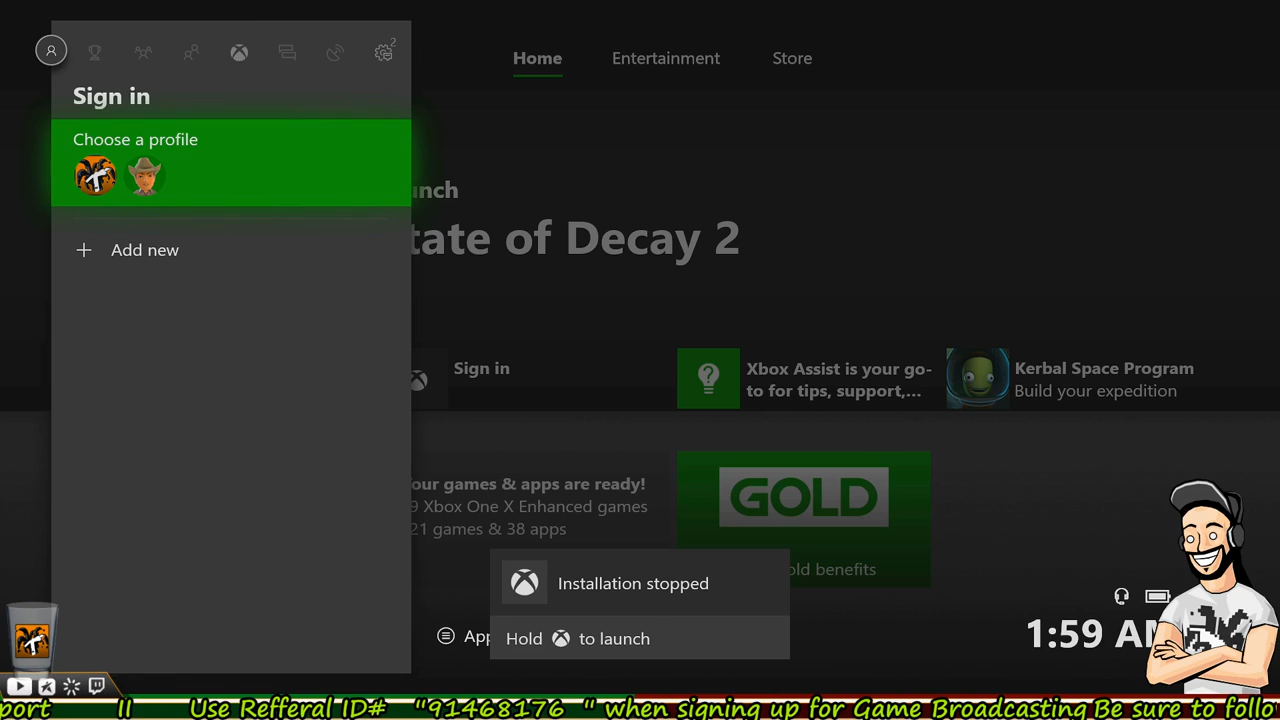 2
Home Entertainment Store
Sign in
Choose a profile
Add new
unch
tate of Decay 2
Sign in
Xbox Assist is your go-
to for tips, support,...
Kerbal Space Program
Build your expedition
our games & apps are ready!
9 Xbox One X Enhanced games
21 games & 38 apps
GOLD
old benefits
Installation stopped
Hold to launch
App
1:59 A
port II Use Refferal ID# "91468176 " when signing up for Game Broadcasting Be sure to follo